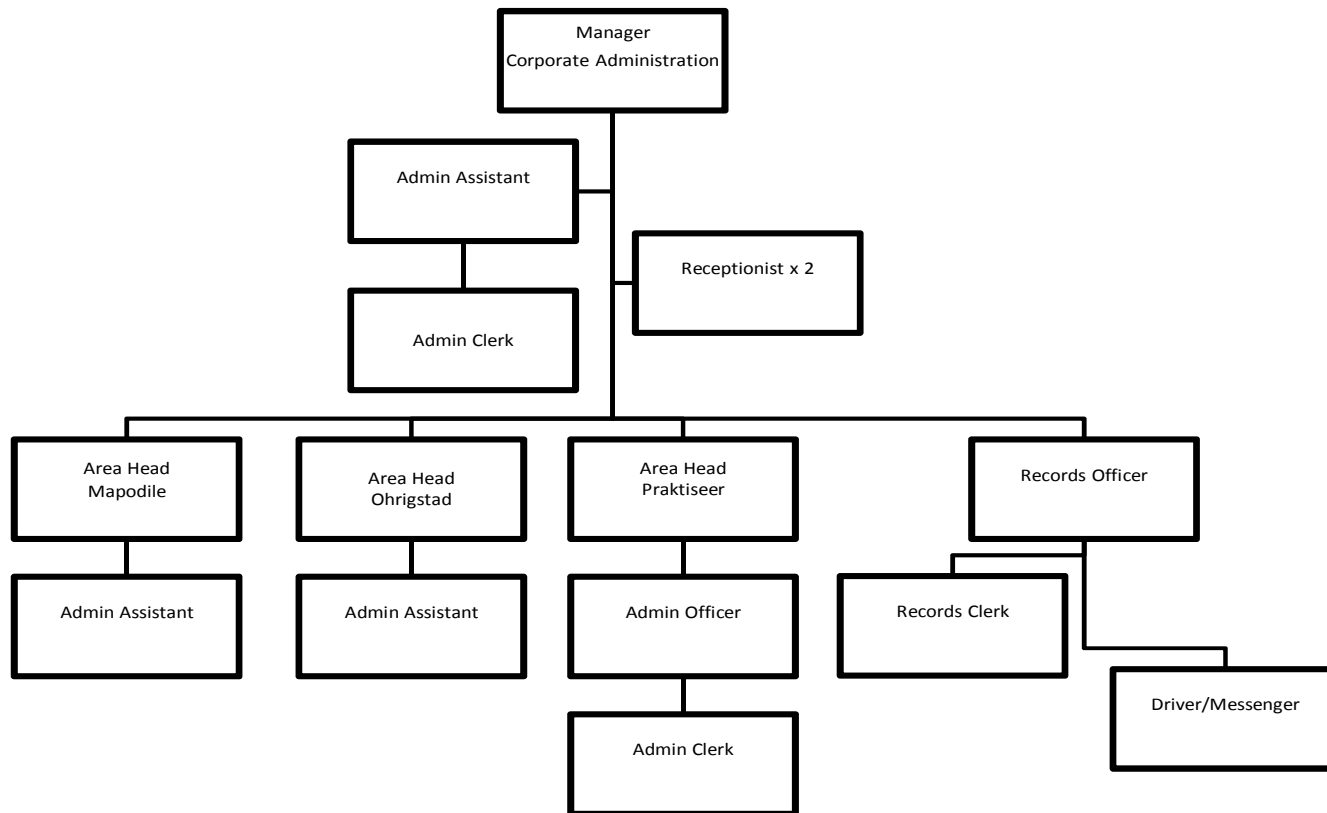 Manager
Corporate Administration
Admin Assistant
Receptionist x 2
Admin Clerk
Area Head
Mapodile
Area Head
Ohrigstad
Area Head
Praktiseer
Records Officer
Admin Assistant
Admin Assistant
Admin Officer
Records Clerk
Driver/Messenger
Admin Clerk